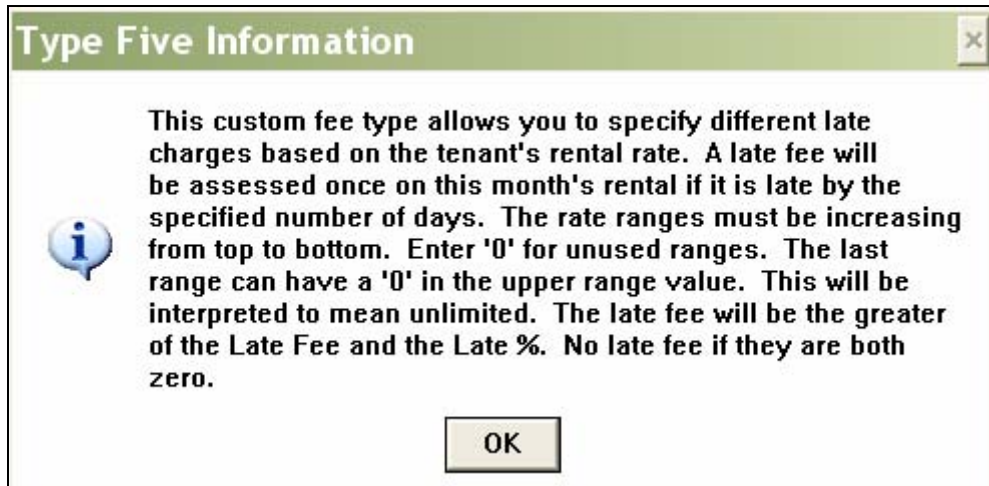 Type Five Information
This custom fee type allows you to specify different late
charges based on the tenant's rental rate.  A late fee will
be assessed once on this month's rental if it is late by the
specified number of days.  The rate ranges must be increasing
from top to bottom.  Enter '0' for unused ranges.  The last
range can have a '0' in the upper range value.  This will be
interpreted to mean unlimited.  The late fee will be the greater
of the Late Fee and the Late %.  No late fee if they are both
zero.
OK